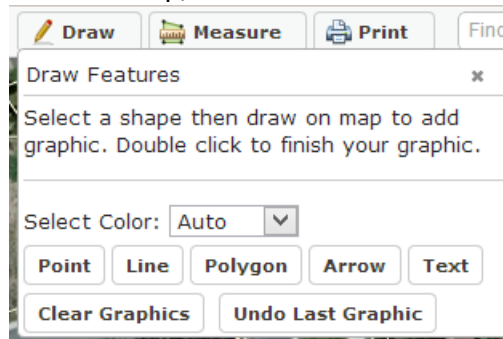 Draw Measure Print Find
Draw Features
Select a shape then draw on map to add
graphic. Double click to finish your graphic.
Select Color: Auto
Point Line Polygon Arrow Text
Clear Graphics Undo Last Graphic